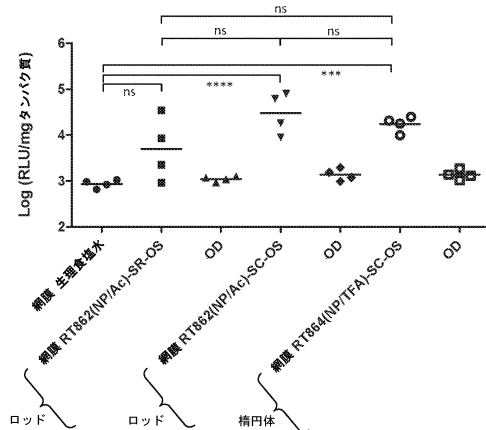 ns
ns
ns
***
ns
****
Log (RLU/mgタンパク質)
6
5
4
3
2
網膜 生理食塩水
網膜 RT862(NP/Ac)-SR-OS
OD
網膜 RT862(NP/Ac)-SC-OS
OD
網膜 RT864(NP/TFA)-SC-OS
OD
ロッド
ロッド
楕円体